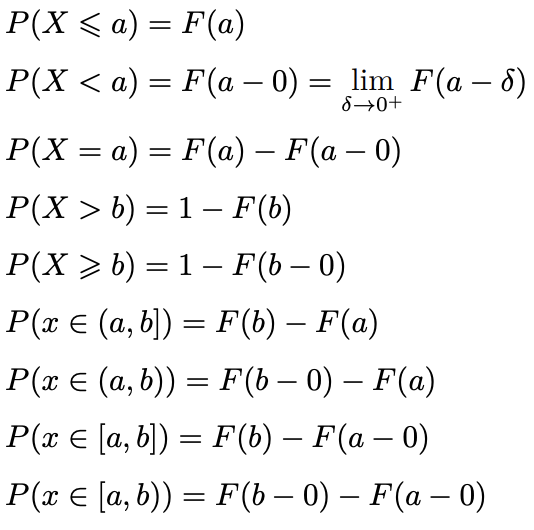 P(X ⩽ a) = F(a)
P(X < a) = F(a − 0) = lim_{δ→0⁺} F(a − δ)
P(X = a) = F(a) − F(a − 0)
P(X > b) = 1 − F(b)
P(X ⩾ b) = 1 − F(b − 0)
P(x ∈ (a, b]) = F(b) − F(a)
P(x ∈ (a, b)) = F(b − 0) − F(a)
P(x ∈ [a, b]) = F(b) − F(a − 0)
P(x ∈ [a, b)) = F(b − 0) − F(a − 0)